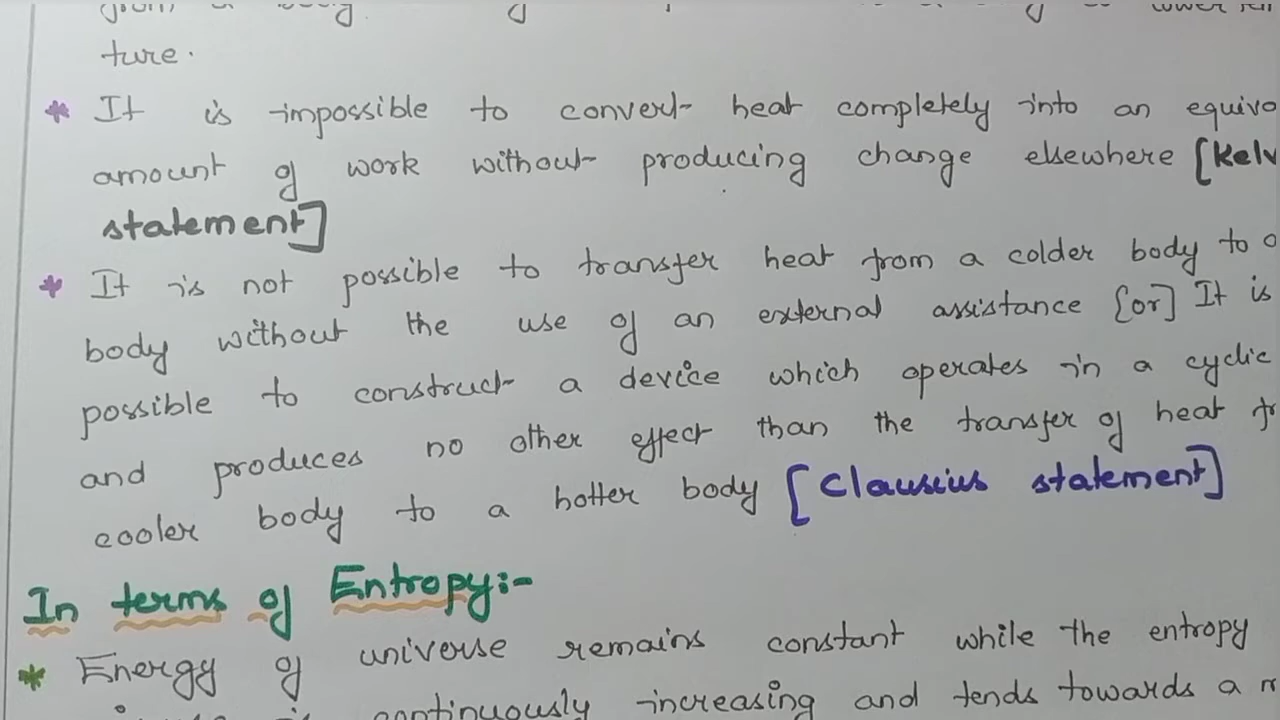 ture.
* It is impossible to convert heat completely into an equiva
amount of work without producing change elsewhere [Kelv
statement]
* It is not possible to transfer heat from a colder body to a
body without the use of an external assistance {or] It is
possible to construct a device which operates in a cyclic
and produces no other effect than the transfer of heat fr
cooler body to a hotter body [Clausius statement]
In terms of Entropy:-
* Energy of universe remains constant while the entropy
continuously increasing and tends towards a